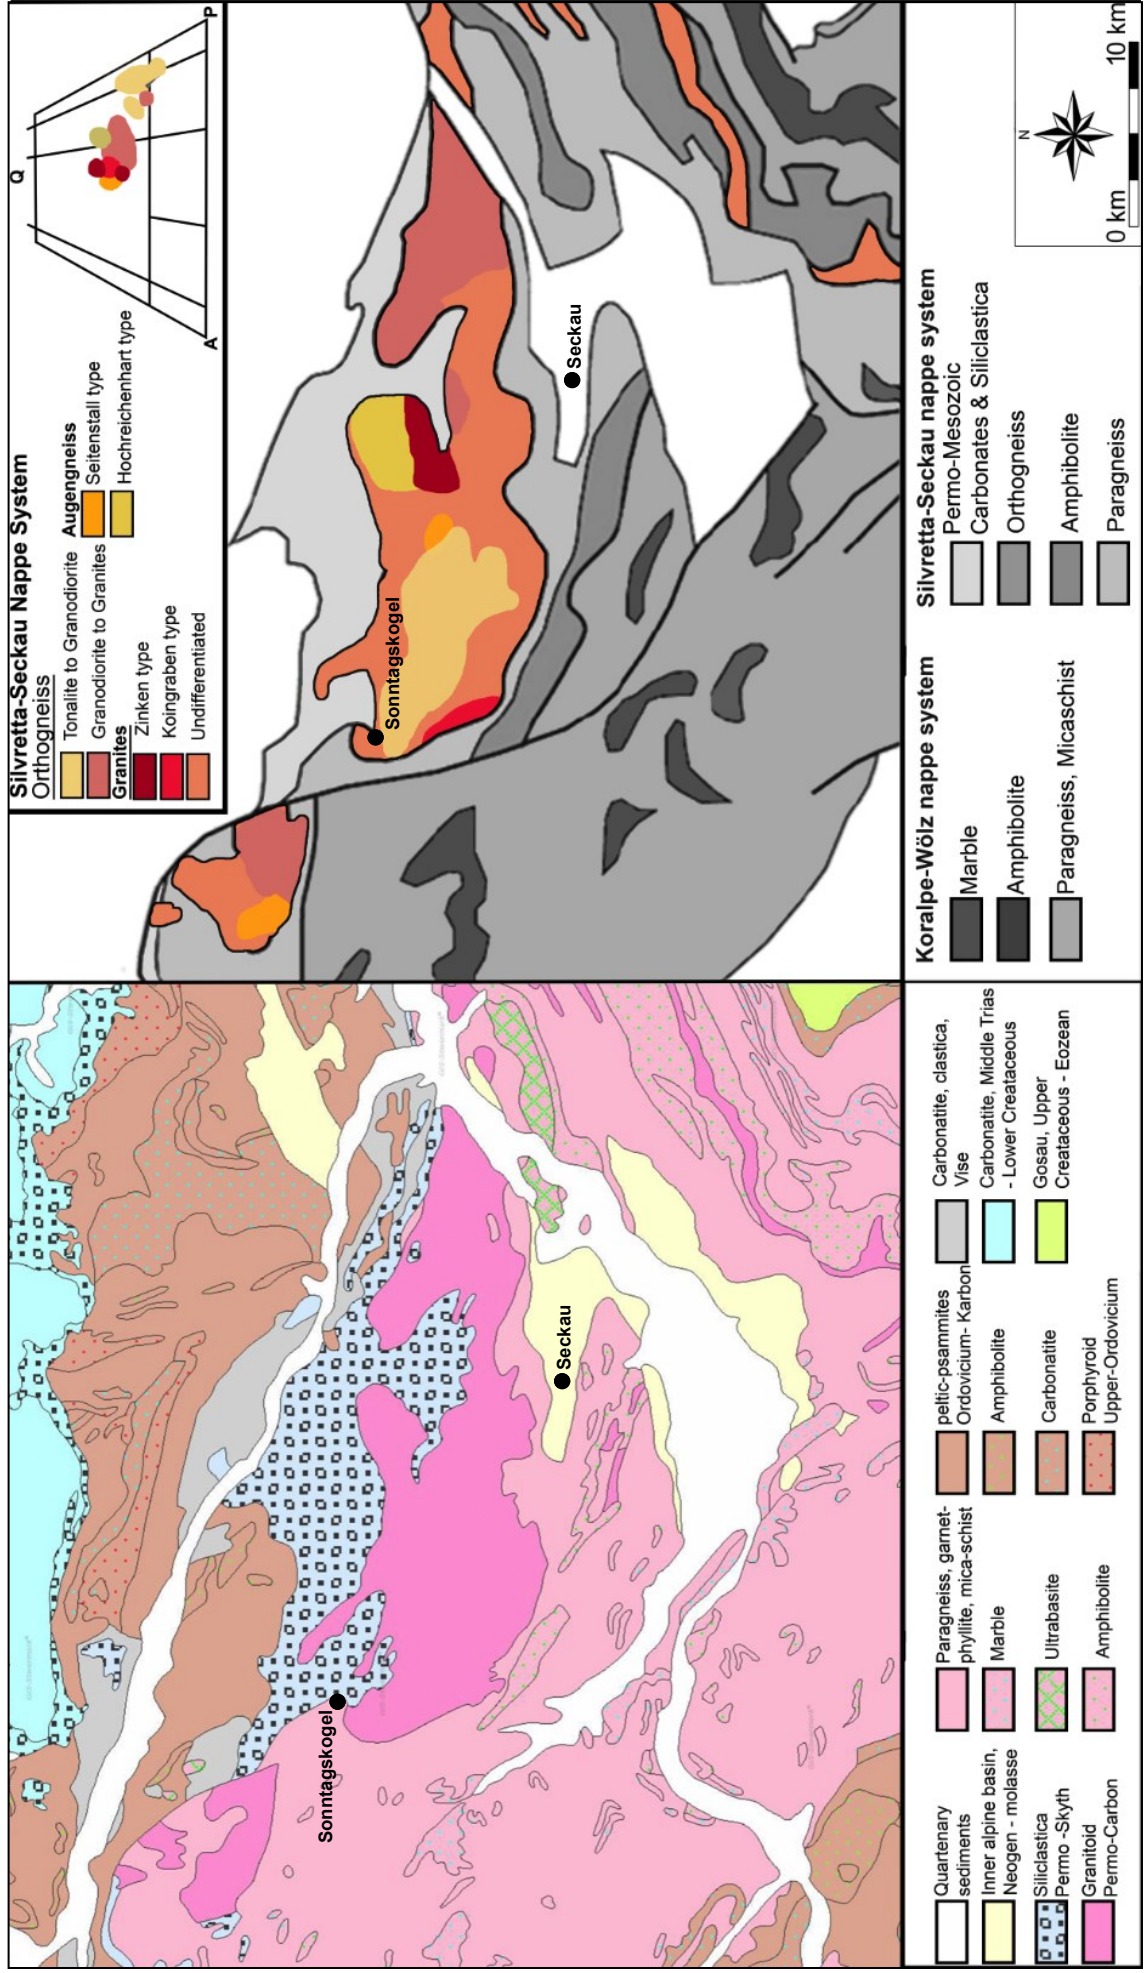 Sonntagskogel
Seckau
Quartenary
sediments
Inner alpine basin,
Neogen - molasse
Siliclastica
Permo -Skyth
Granitoid
Permo-Carbon
Paragneiss, garnet-
phyllite, mica-schist
Marble
Ultrabasite
Amphibolite
peltic-psammites
Ordovicium- Karbon
Amphibolite
Carbonatite
Porphyroid
Upper-Ordovicium
Carbonatite, clastica,
Vise
Carbonatite, Middle Trias
- Lower Creataceous
Gosau, Upper
Creataceous - Eozean
Silvretta-Seckau Nappe System
Orthogneiss
Tonalite to Granodiorite
Granodiorite to Granites
Granites
Zinken type
Koingraben type
Undifferentiated
Augengneiss
Seitenstall type
Hochreichenhart type
Q
A
P
Sonntagskogel
Seckau
Koralpe-Wölz nappe system
Marble
Amphibolite
Paragneiss, Micaschist
Silvretta-Seckau nappe system
Permo-Mesozoic
Carbonates & Siliclastica
Orthogneiss
Amphibolite
Paragneiss
N
0 km
10 km